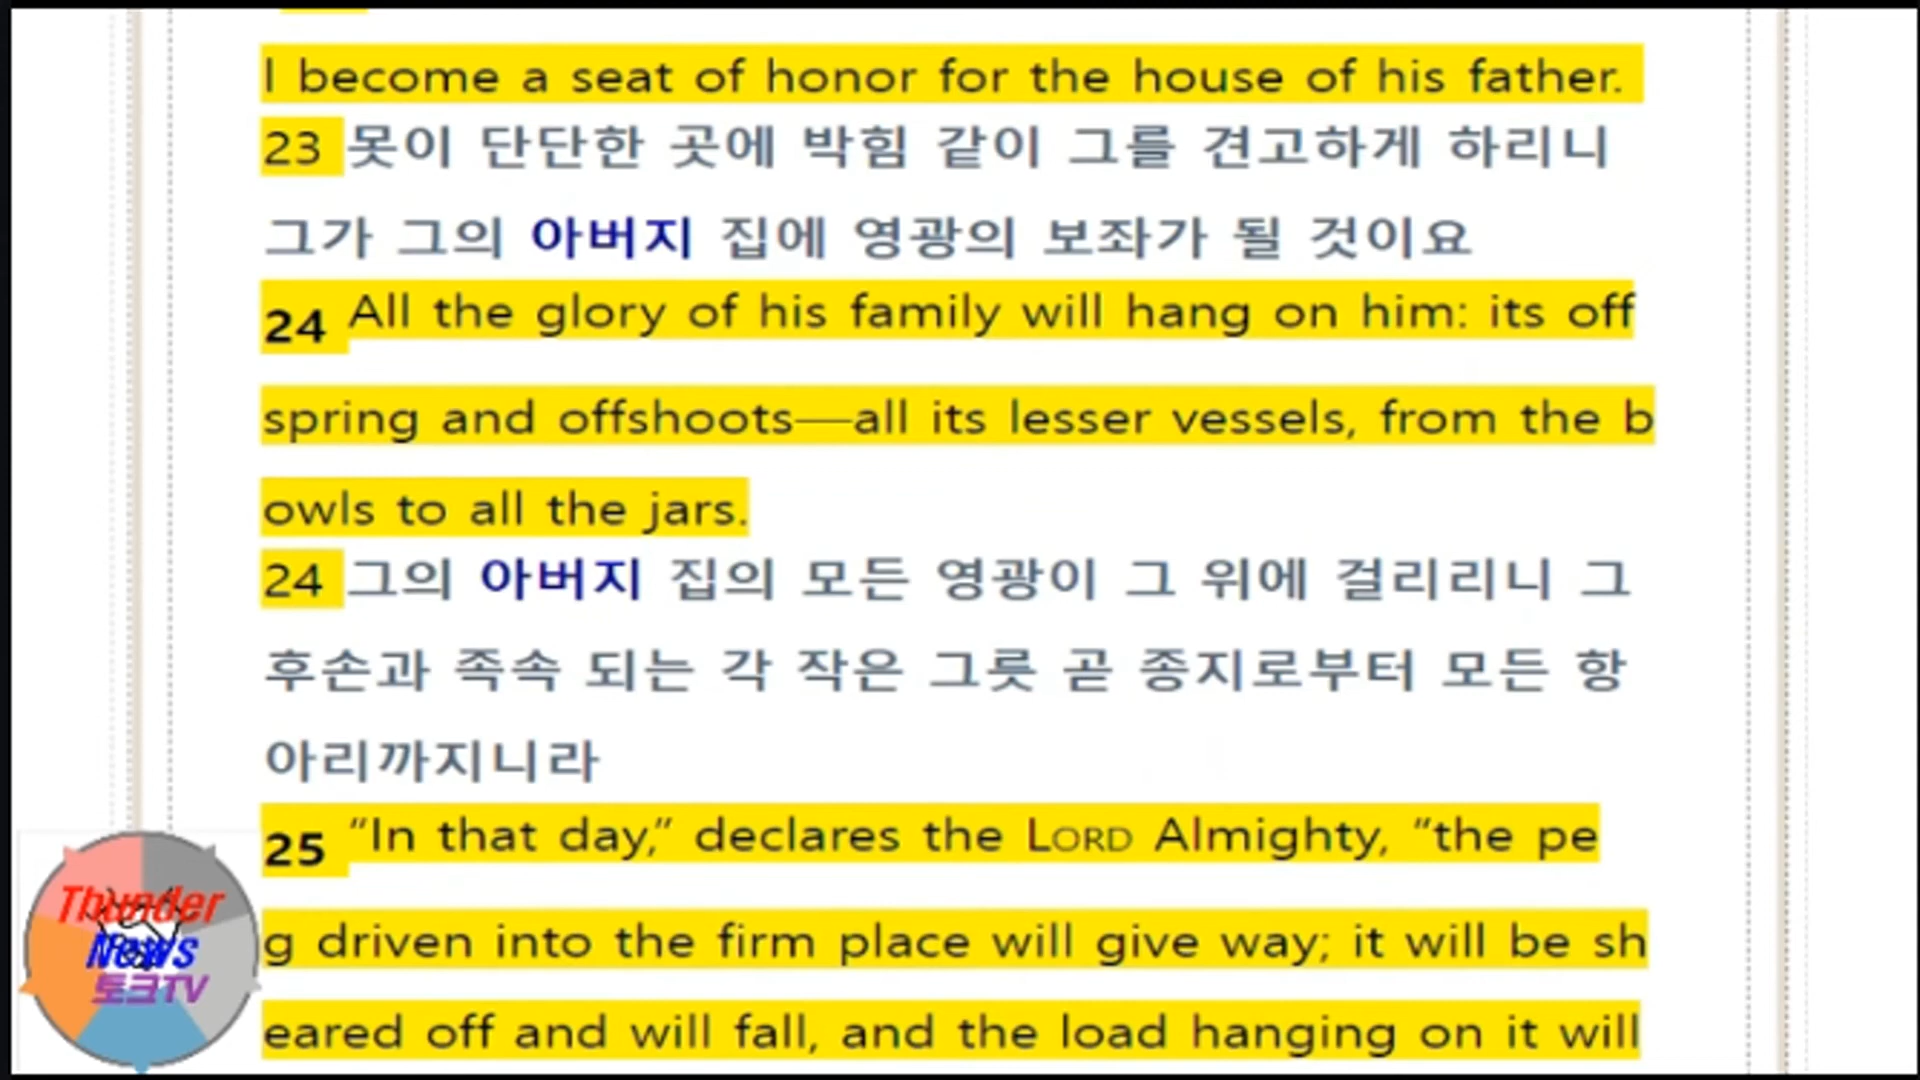 l become a seat of honor for the house of his father.
23 못이 단단한 곳에 박힘 같이 그를 견고하게 하리니
그가 그의 아버지 집에 영광의 보좌가 될 것이요
24 All the glory of his family will hang on him: its off
spring and offshoots—all its lesser vessels, from the b
owls to all the jars.
24 그의 아버지 집의 모든 영광이 그 위에 걸리리니 그
후손과 족속 되는 각 작은 그릇 곧 종지로부터 모든 항
아리까지니라
25 “In that day,” declares the LORD Almighty, “the pe
g driven into the firm place will give way; it will be sh
eared off and will fall, and the load hanging on it will
Thunder
News
토크TV